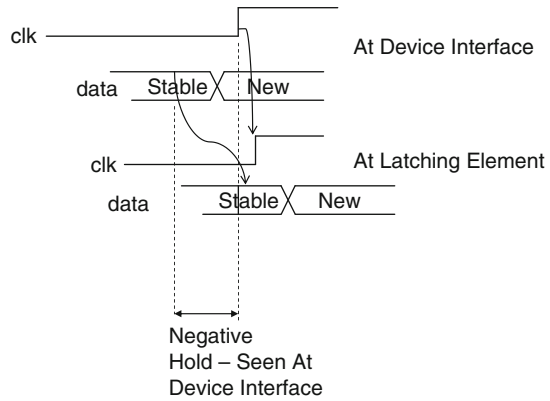 clk
At Device Interface
data Stable New
clk
At Latching Element
data Stable New
Negative
Hold – Seen At
Device Interface